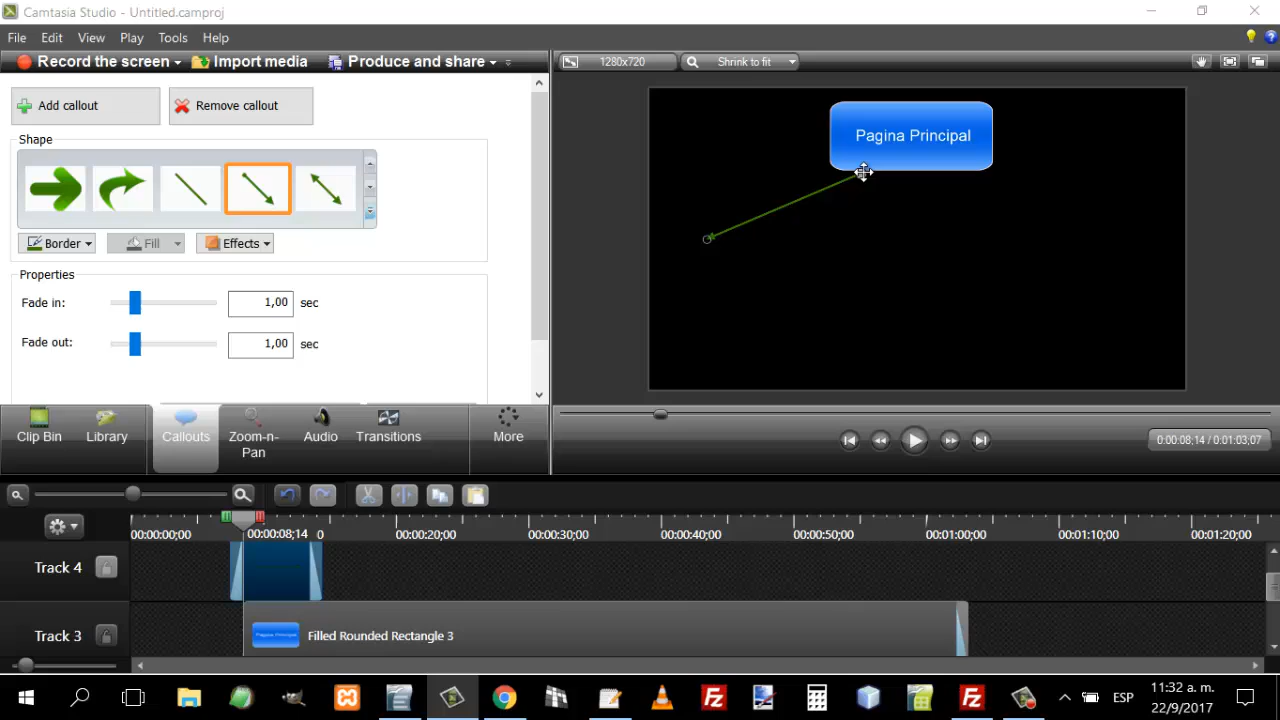 Camtasia Studio - Untitled.camproj
File Edit View Play Tools Help
Record the screen Import media Produce and share
1280x720 Shrink to fit
Add callout Remove callout
Shape
Pagina Principal
Border Fill Effects
Properties
Fade in: 1,00 sec
Fade out: 1,00 sec
Clip Bin Library Callouts Zoom-n-Pan Audio Transitions More
0:00:08;14 / 0:01:03;07
00:00:00;00 00:00:08;14 0 00:00:20;00 00:00:30;00 00:00:40;00 00:00:50;00 00:01:00;00 00:01:10;00 00:01:20;00
Track 4
Track 3 Pagina Principal Filled Rounded Rectangle 3
ESP 11:32 a. m.
22/9/2017